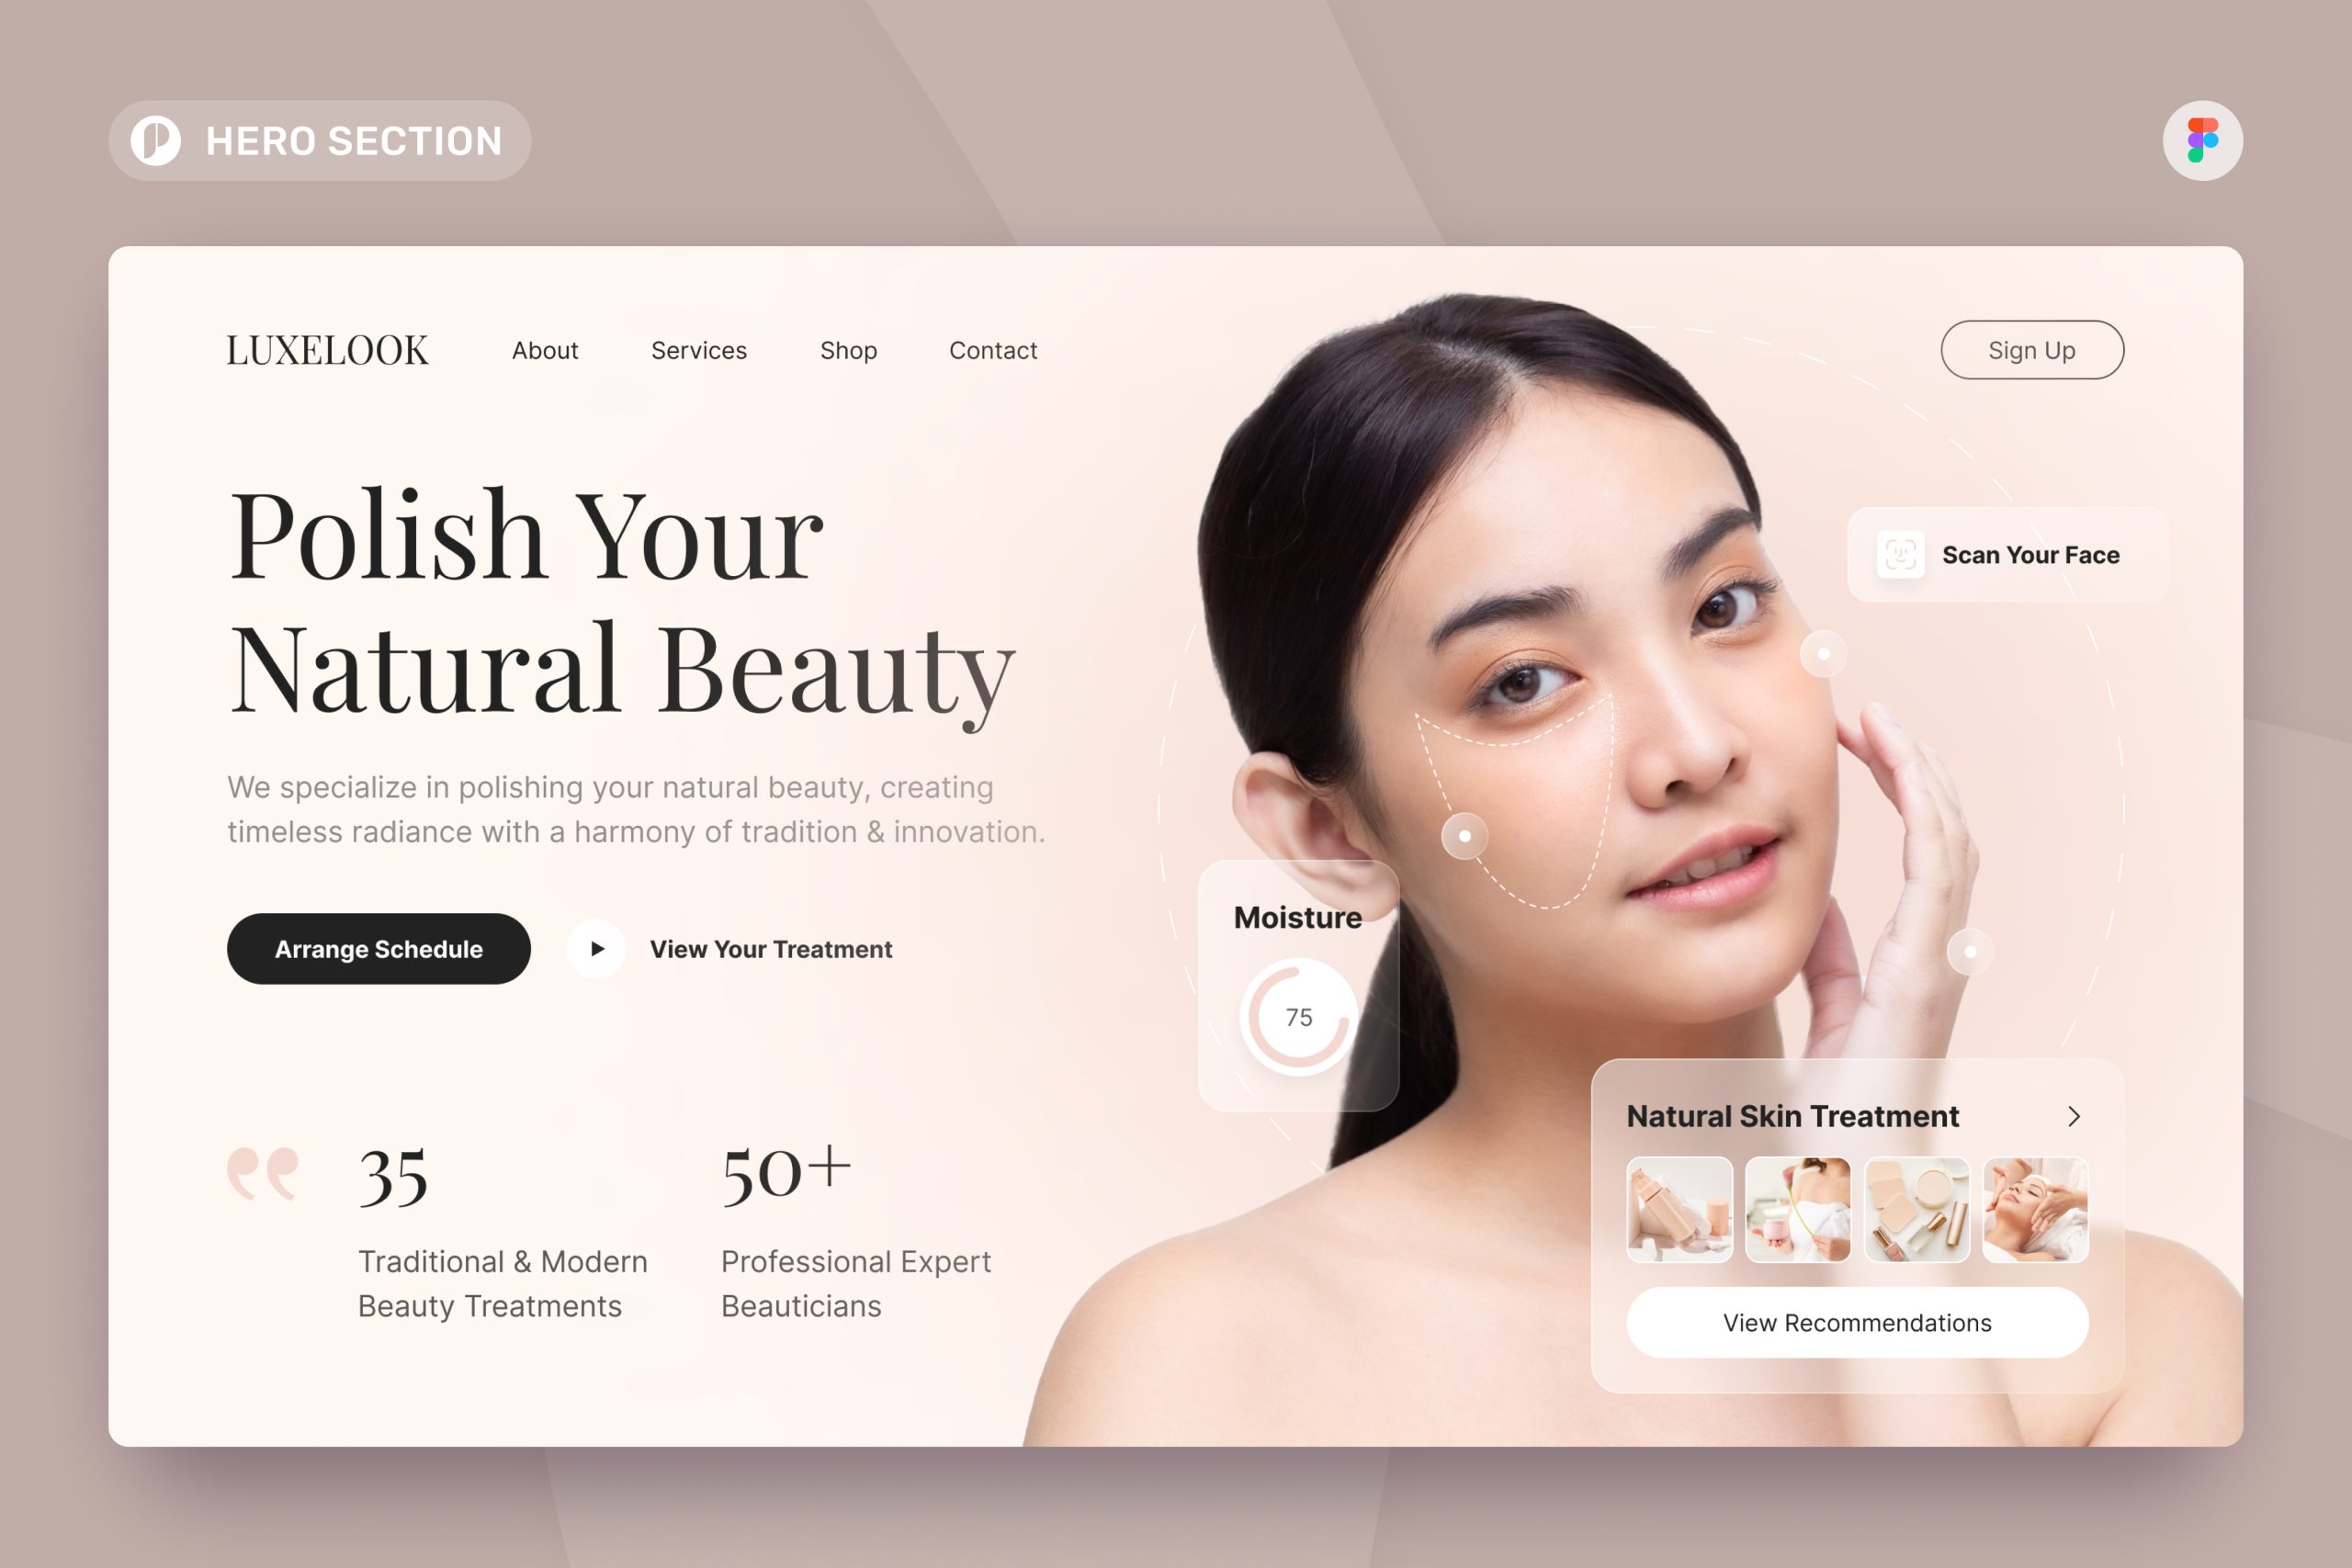 HERO SECTION
LUXELOOK
About
Services
Shop
Contact
Sign Up
Polish Your
Natural Beauty
We specialize in polishing your natural beauty, creating
timeless radiance with a harmony of tradition & innovation.
Arrange Schedule
View Your Treatment
35
Traditional & Modern
Beauty Treatments
50+
Professional Expert
Beauticians
Scan Your Face
Moisture
75
Natural Skin Treatment
View Recommendations